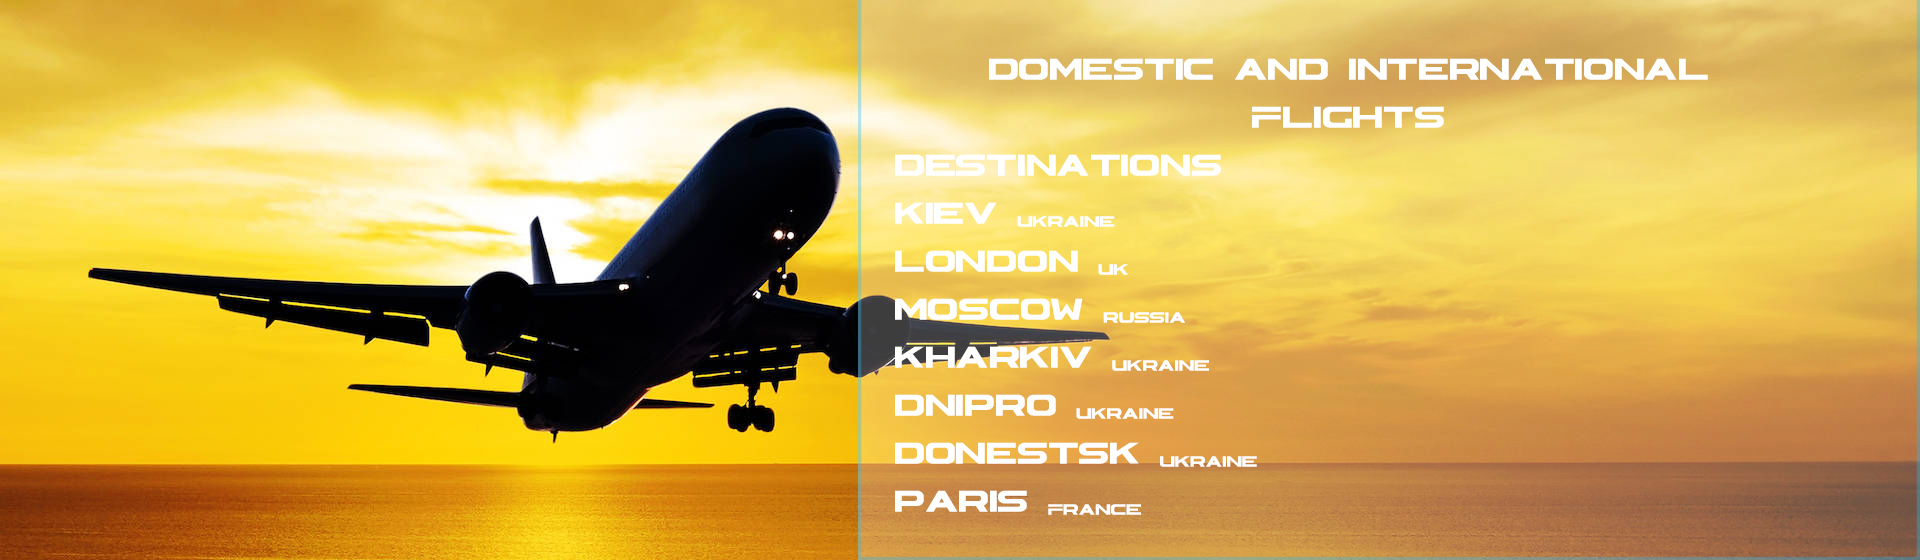 DOMESTIC AND INTERNATIONAL
FLIGHTS
DESTINATIONS
KIEV UKRAINE
LONDON UK
MOSCOW RUSSIA
KHARKIV UKRAINE
DNIPRO UKRAINE
DONESTSK UKRAINE
PARIS FRANCE